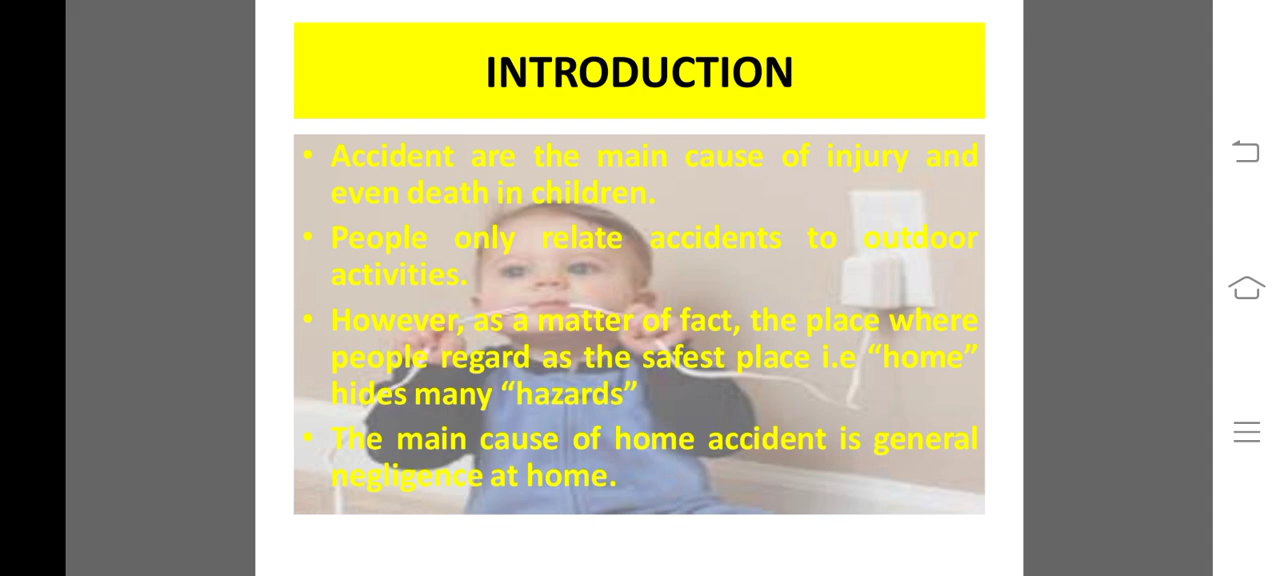 INTRODUCTION
• Accident are the main cause of injury and
even death in children.
• People only relate accidents to outdoor
activities.
• However, as a matter of fact, the place where
people regard as the safest place i.e “home”
hides many “hazards”
• The main cause of home accident is general
negligence at home.